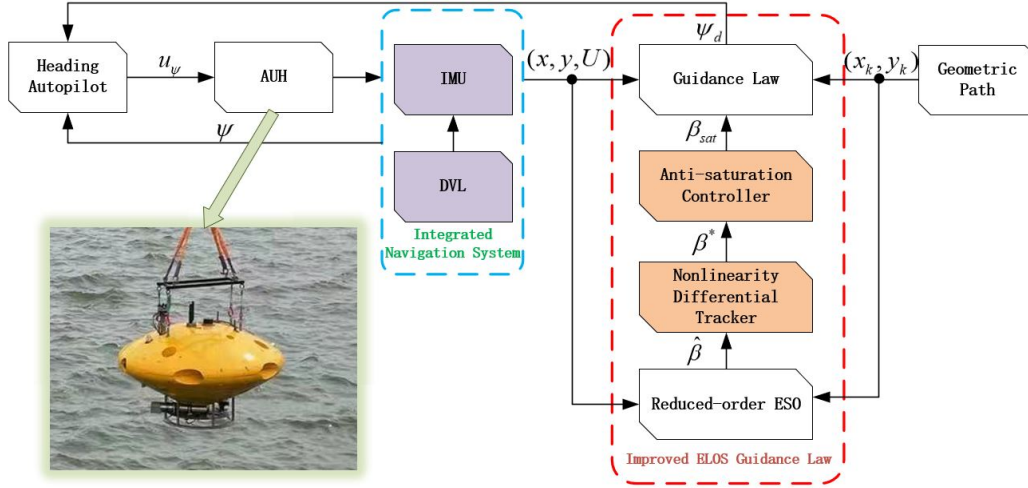 Heading
Autopilot
u_ψ
AUH
ψ
IMU
DVL
Integrated
Navigation System
(x, y, U)
ψ_d
Guidance Law
β_sat
Anti-saturation
Controller
β*
Nonlinearity
Differential
Tracker
β̂
Reduced-order ESO
Improved ELOS Guidance Law
(x_k, y_k)
Geometric
Path